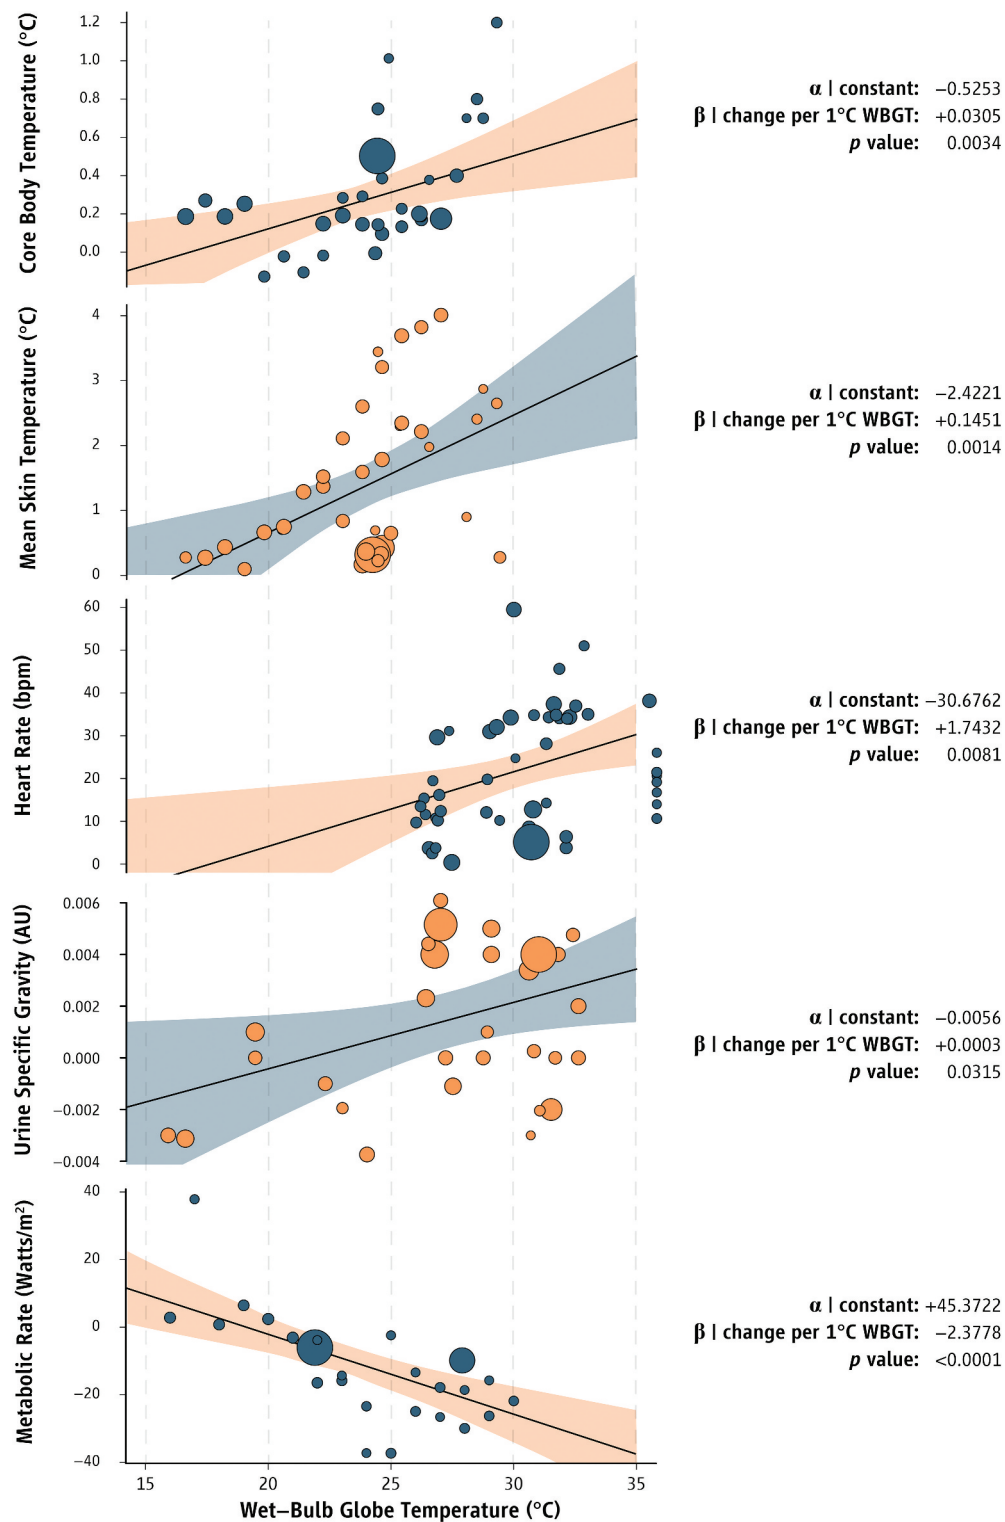 Core Body Temperature (°C)
1.2
1.0
0.8
0.6
0.4
0.2
0.0
α | constant: −0.5253
β | change per 1°C WBGT: +0.0305
p value: 0.0034
Mean Skin Temperature (°C)
4
3
2
1
0
α | constant: −2.4221
β | change per 1°C WBGT: +0.1451
p value: 0.0014
Heart Rate (bpm)
60
50
40
30
20
10
0
α | constant: −30.6762
β | change per 1°C WBGT: +1.7432
p value: 0.0081
Urine Specific Gravity (AU)
0.006
0.004
0.002
0.000
−0.002
−0.004
α | constant: −0.0056
β | change per 1°C WBGT: +0.0003
p value: 0.0315
Metabolic Rate (Watts/m²)
40
20
0
−20
−40
α | constant: +45.3722
β | change per 1°C WBGT: −2.3778
p value: <0.0001
15 20 25 30 35
Wet−Bulb Globe Temperature (°C)